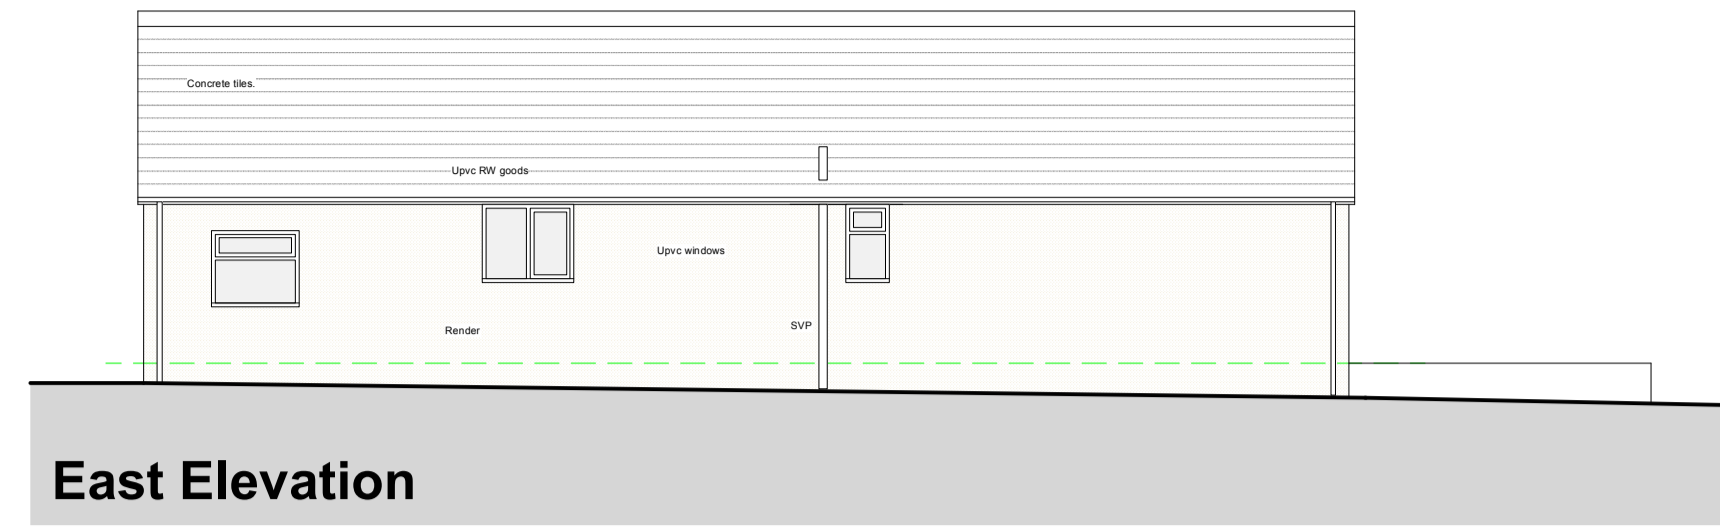 Concrete tiles.
Upvc RW goods
Upvc windows
Render
SVP
East Elevation